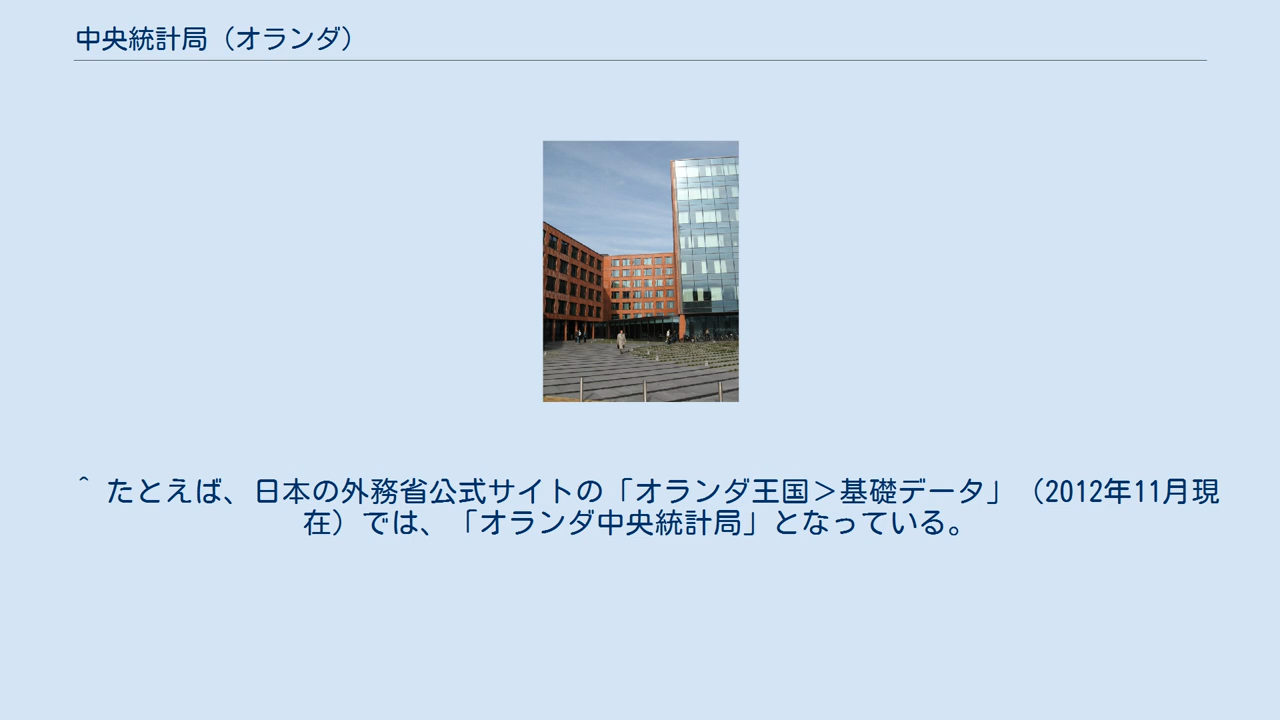 中央統計局（オランダ）
^ たとえば、日本の外務省公式サイトの「オランダ王国＞基礎データ」（2012年11月現
在）では、「オランダ中央統計局」となっている。